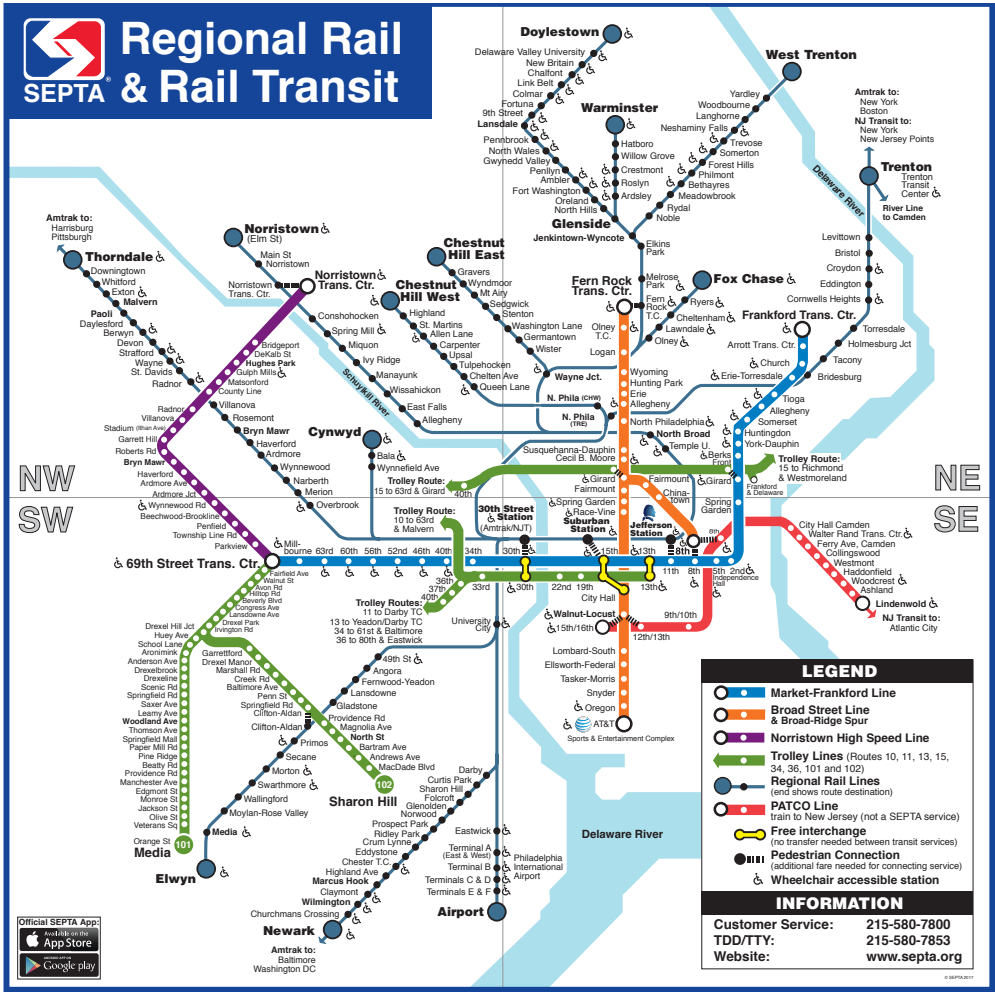 SEPTA
Regional Rail
& Rail Transit
Doylestown
Delaware Valley University
New Britain
Chalfont
Link Belt
Colmar
Fortuna
9th Street
Lansdale
Pennbrook
North Wales
Gwynedd Valley
Penllyn
Ambler
Fort Washington
Oreland
North Hills
Warminster
Hatboro
Willow Grove
Crestmont
Roslyn
Ardsley
Glenside
Jenkintown-Wyncote
West Trenton
Yardley
Woodbourne
Langhorne
Neshaminy Falls
Trevose
Somerton
Forest Hills
Philmont
Bethayres
Meadowbrook
Rydal
Noble
Elkins
Park
Melrose
Park
Fern
Rock
T.C.
Amtrak to:
New York
Boston
NJ Transit to:
New York
New Jersey Points
Trenton
Trenton
Transit
Center
River Line
to Camden
Delaware River
Levittown
Bristol
Croydon
Eddington
Cornwells Heights
Torresdale
Holmesburg Jct
Tacony
Bridesburg
Amtrak to:
Harrisburg
Pittsburgh
Thorndale
Downingtown
Whitford
Exton
Malvern
Paoli
Daylesford
Berwyn
Devon
Strafford
Wayne
St. Davids
Radnor
Villanova
Rosemont
Bryn Mawr
Haverford
Ardmore
Wynnewood
Narberth
Merion
Overbrook
Norristown
(Elm St)
Main St
Norristown
Norristown
Trans. Ctr.
Norristown
Trans. Ctr.
Conshohocken
Spring Mill
Miquon
Ivy Ridge
Manayunk
Wissahickon
East Falls
Allegheny
Schuylkill River
Chestnut
Hill East
Gravers
Wyndmoor
Mt Airy
Sedgwick
Stenton
Washington Lane
Germantown
Wister
Wayne Jct.
Chestnut
Hill West
Highland
St. Martins
Allen Lane
Carpenter
Upsal
Tulpehocken
Chelten Ave
Queen Lane
N. Phila (CHW)
N. Phila
(TRE)
Fern Rock
Trans. Ctr.
Olney
T.C.
Logan
Wyoming
Hunting Park
Erie
Allegheny
North Philadelphia
North Broad
Temple U.
Susquehanna-Dauphin
Cecil B. Moore
Girard
Fairmount
Spring Garden
Race-Vine
Fox Chase
Ryers
Cheltenham
Lawndale
Olney
Frankford Trans. Ctr.
Arrott Trans. Ctr.
Church
Erie-Torresdale
Tioga
Allegheny
Somerset
Huntingdon
York-Dauphin
Berks
Front
Girard
Spring
Garden
Frankford
& Delaware
Trolley Route:
15 to Richmond
& Westmoreland
Fairmount
China-
town
Bridgeport
DeKalb St
Hughes Park
Gulph Mills
Matsonford
County Line
Radnor
Villanova
Stadium (Ithan Ave)
Garrett Hill
Roberts Rd
Bryn Mawr
Haverford
Ardmore Ave
Ardmore Jct
Wynnewood Rd
Beechwood-Brookline
Penfield
Township Line Rd
Parkview
Cynwyd
Bala
Wynnefield Ave
Trolley Route:
15 to 63rd & Girard
40th
Trolley Route:
10 to 63rd
& Malvern
NW
SW
NE
SE
30th Street
Station
(Amtrak/NJT)
Suburban
Station
Jefferson
Station
69th Street Trans. Ctr.
Mill-
bourne
63rd
60th
56th
52nd
46th
40th
34th
30th
15th
13th
8th
8th
11th
8th
5th
Independence
Hall
2nd
36th
37th
40th
33rd
30th
22nd
19th
13th
City Hall
Trolley Routes:
11 to Darby TC
13 to Yeadon/Darby TC
34 to 61st & Baltimore
36 to 80th & Eastwick
University
City
Walnut-Locust
15th/16th
12th/13th
9th/10th
Lombard-South
Ellsworth-Federal
Tasker-Morris
Snyder
Oregon
AT&T
Sports & Entertainment Complex
City Hall Camden
Walter Rand Trans. Ctr.
Ferry Ave, Camden
Collingswood
Westmont
Haddonfield
Woodcrest
Ashland
Lindenwold
NJ Transit to:
Atlantic City
Fairfield Ave
Walnut St
Avon Rd
Hilltop Rd
Beverly Blvd
Congress Ave
Lansdowne Ave
Drexel Park
Irvington Rd
Drexel Hill Jct
Huey Ave
School Lane
Aronimink
Anderson Ave
Drexelbrook
Drexeline
Scenic Rd
Springfield Rd
Saxer Ave
Leamy Ave
Woodland Ave
Thomson Ave
Springfield Mall
Paper Mill Rd
Pine Ridge
Beatty Rd
Providence Rd
Manchester Ave
Edgmont St
Monroe St
Jackson St
Olive St
Veterans Sq
Orange St
Media
101
Garrettford
Drexel Manor
Marshall Rd
Creek Rd
Baltimore Ave
Penn St
Springfield Rd
Clifton-Aldan
Providence Rd
Magnolia Ave
North St
Bartram Ave
Andrews Ave
MacDade Blvd
102
Sharon Hill
49th St
Angora
Fernwood-Yeadon
Lansdowne
Gladstone
Clifton-Aldan
Primos
Secane
Morton
Swarthmore
Wallingford
Moylan-Rose Valley
Media
Elwyn
Darby
Curtis Park
Sharon Hill
Folcroft
Glenolden
Norwood
Prospect Park
Ridley Park
Crum Lynne
Eddystone
Chester T.C.
Highland Ave
Marcus Hook
Claymont
Wilmington
Churchmans Crossing
Newark
Amtrak to:
Baltimore
Washington DC
Eastwick
Terminal A
(East & West)
Terminal B
Terminals C & D
Terminals E & F
Philadelphia
International
Airport
Airport
Delaware River
LEGEND
Market-Frankford Line
Broad Street Line
& Broad-Ridge Spur
Norristown High Speed Line
Trolley Lines (Routes 10, 11, 13, 15,
34, 36, 101 and 102)
Regional Rail Lines
(end shows route destination)
PATCO Line
train to New Jersey (not a SEPTA service)
Free interchange
(no transfer needed between transit services)
Pedestrian Connection
(additional fare needed for connecting service)
Wheelchair accessible station
INFORMATION
Customer Service: 215-580-7800
TDD/TTY: 215-580-7853
Website: www.septa.org
Official SEPTA App:
Available on the
App Store
ANDROID APP ON
Google play
© SEPTA 2017